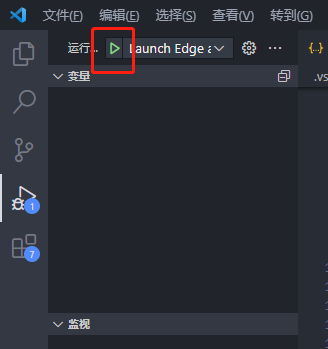 文件(F) 编辑(E) 选择(S) 查看(V) 转到(G)
运行... Launch Edge a
{..}
变量
.vs
1
7
监视